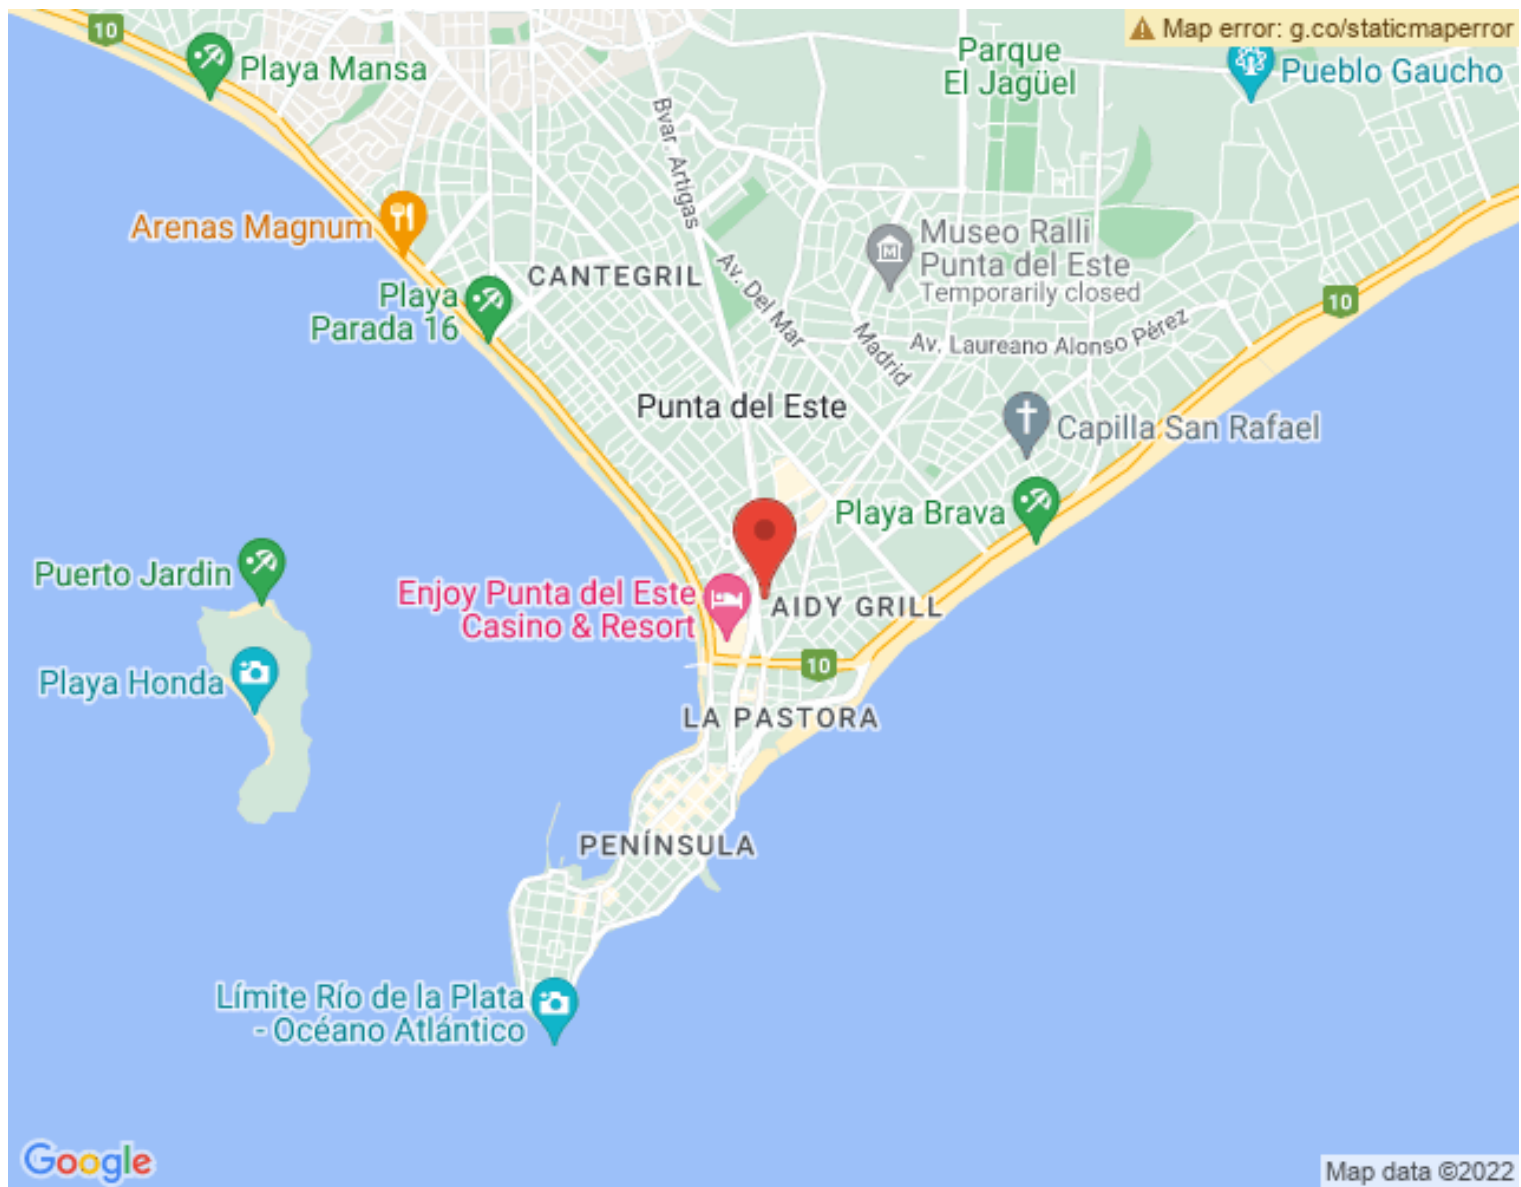 10
Map error: g.co/staticmaperror
Playa Mansa
Parque
El Jagüel
Pueblo Gaucho
Bvar. Artigas
Arenas Magnum
Museo Ralli
Punta del Este
Temporarily closed
CANTEGRIL
Av. Del Mar
Playa
Parada 16
10
Madrid
Av. Laureano Alonso Pérez
Punta del Este
Capilla San Rafael
Playa Brava
Puerto Jardin
Enjoy Punta del Este
Casino & Resort
AIDY GRILL
10
Playa Honda
LA PASTORA
PENÍNSULA
Límite Río de la Plata
- Océano Atlántico
Google
Map data ©2022